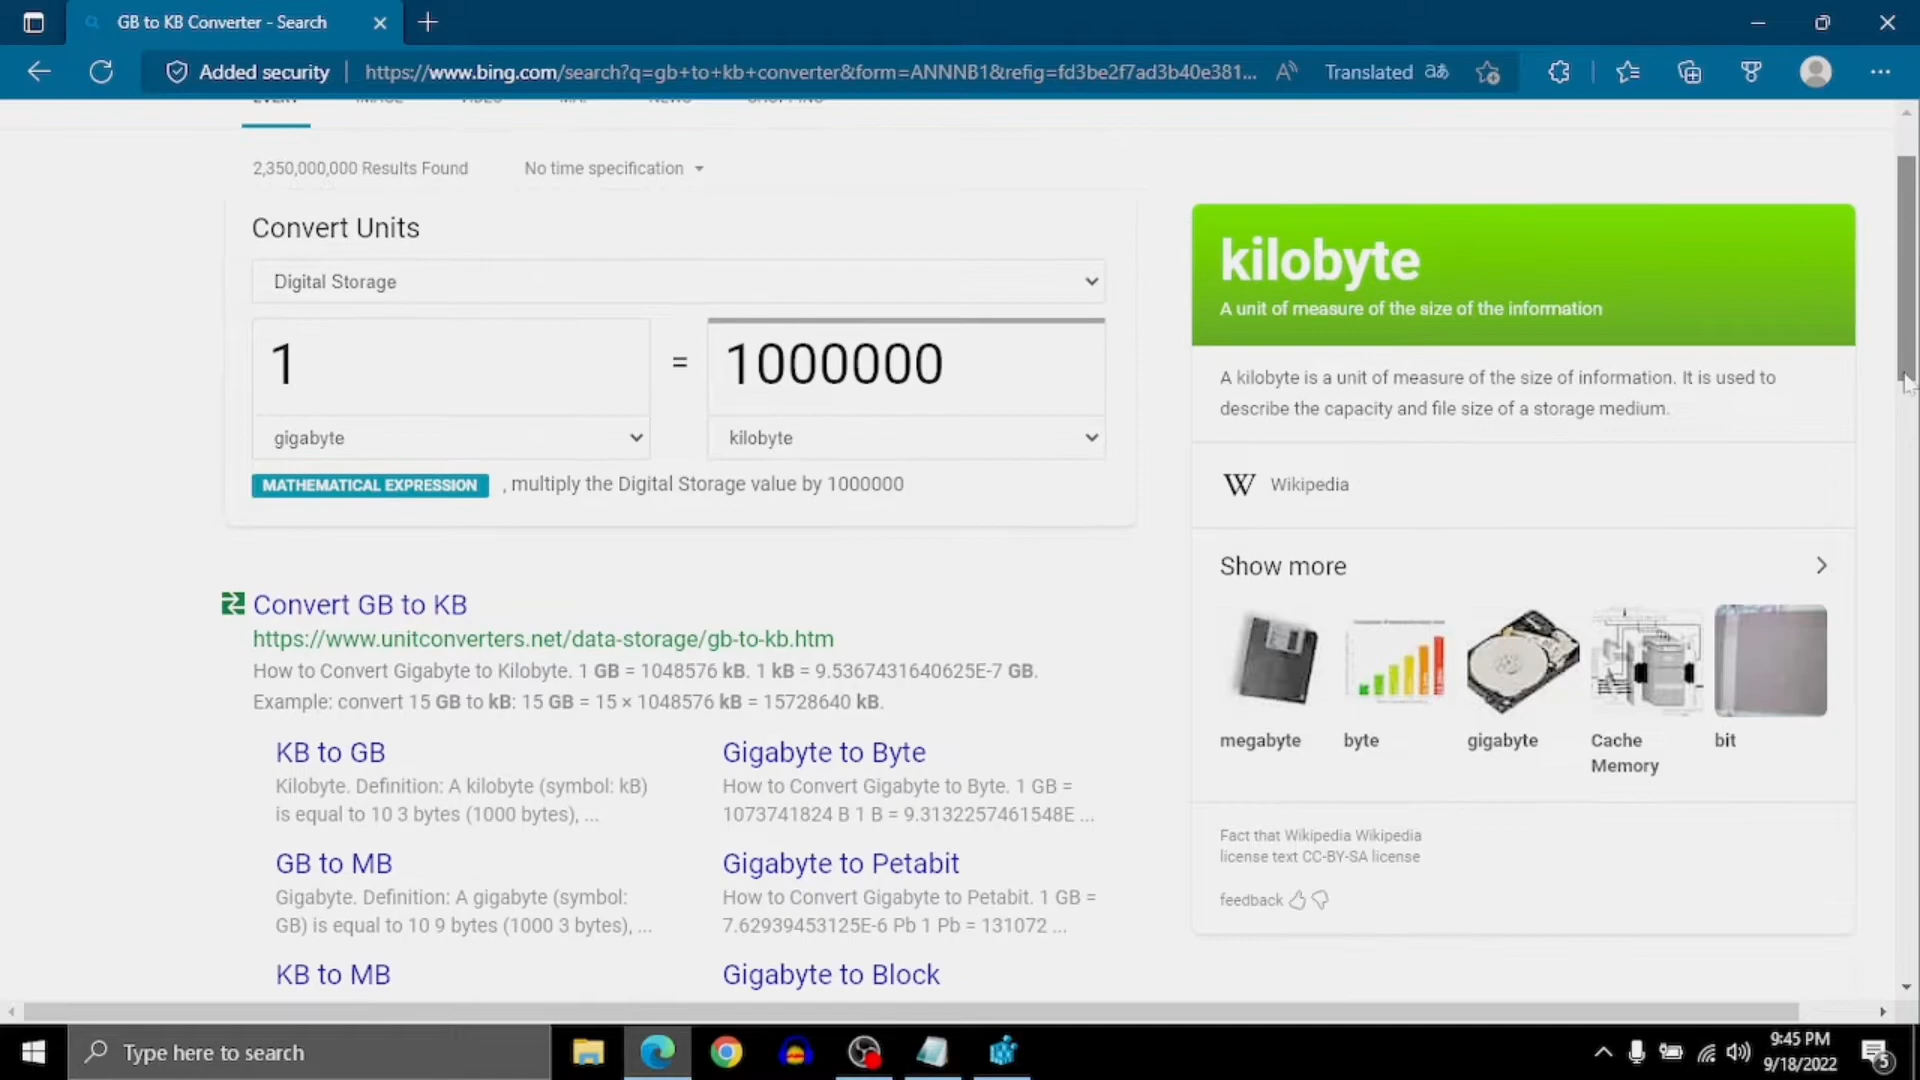 GB to KB Converter - Search
Added security
https://www.bing.com/search?q=gb+to+kb+converter&form=ANNNB1&refig=fd3be2f7ad3b40e381...
Translated
EVERY IMAGE VIDEO MAP NEWS SHOPPING
2,350,000,000 Results Found
No time specification
Convert Units
Digital Storage
1 = 1000000
gigabyte
kilobyte
MATHEMATICAL EXPRESSION , multiply the Digital Storage value by 1000000
Convert GB to KB
https://www.unitconverters.net/data-storage/gb-to-kb.htm
How to Convert Gigabyte to Kilobyte. 1 GB = 1048576 kB. 1 kB = 9.5367431640625E-7 GB.
Example: convert 15 GB to kB: 15 GB = 15 × 1048576 kB = 15728640 kB.
KB to GB
Kilobyte. Definition: A kilobyte (symbol: kB)
is equal to 10 3 bytes (1000 bytes), ...
Gigabyte to Byte
How to Convert Gigabyte to Byte. 1 GB =
1073741824 B 1 B = 9.3132257461548E ...
GB to MB
Gigabyte. Definition: A gigabyte (symbol:
GB) is equal to 10 9 bytes (1000 3 bytes), ...
Gigabyte to Petabit
How to Convert Gigabyte to Petabit. 1 GB =
7.62939453125E-6 Pb 1 Pb = 131072 ...
KB to MB
Gigabyte to Block
kilobyte
A unit of measure of the size of the information
A kilobyte is a unit of measure of the size of information. It is used to
describe the capacity and file size of a storage medium.
W Wikipedia
Show more
megabyte
byte
gigabyte
Cache
Memory
bit
Fact that Wikipedia Wikipedia
license text CC-BY-SA license
feedback
Type here to search
9:45 PM
9/18/2022
5